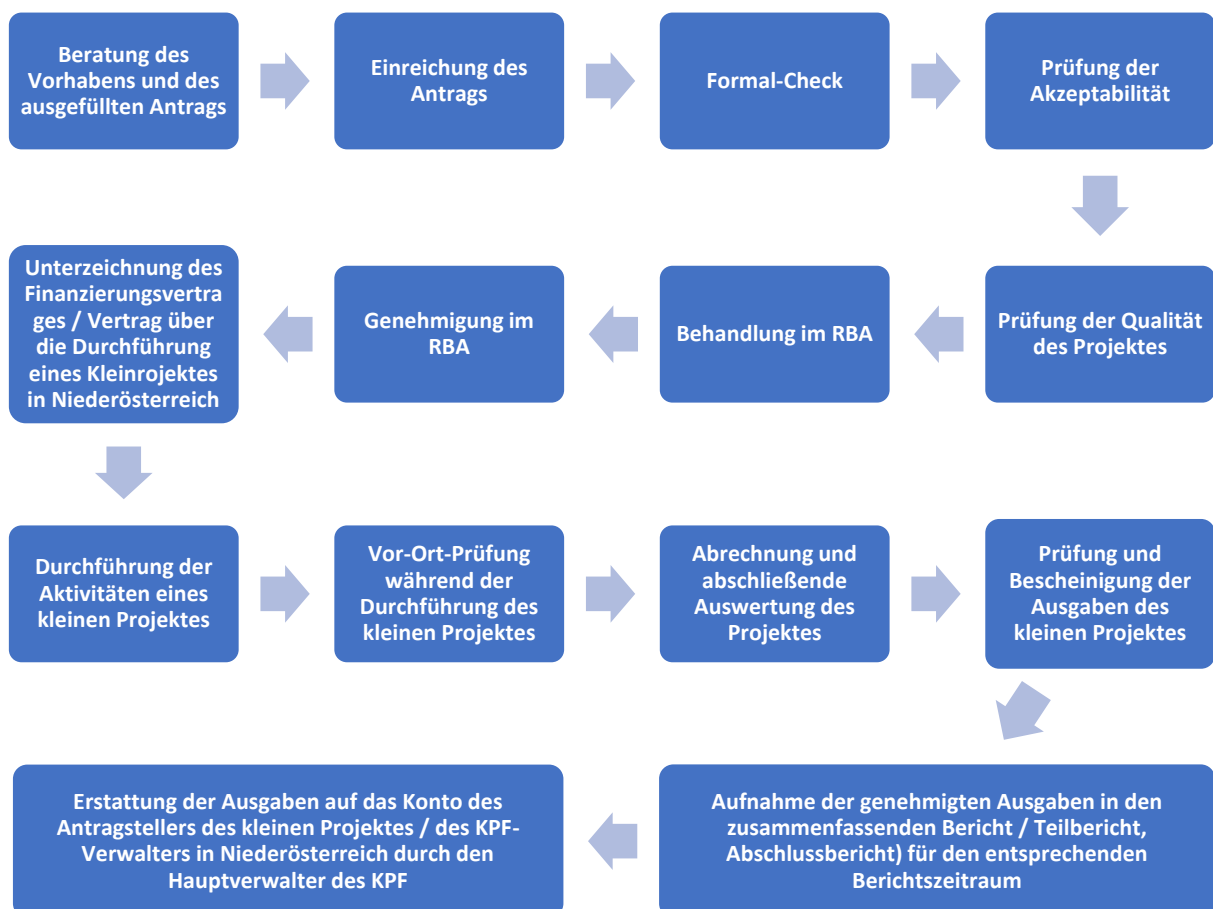 Beratung des
Vorhabens und des
ausgefüllten Antrags
Einreichung des
Antrags
Formal-Check
Prüfung der
Akzeptabilität
Prüfung der Qualität
des Projektes
Behandlung im RBA
Genehmigung im
RBA
Unterzeichnung des
Finanzierungsvertra
ges / Vertrag über
die Durchführung
eines Kleinrojektes
in Niederösterreich
Durchführung der
Aktivitäten eines
kleinen Projektes
Vor-Ort-Prüfung
während der
Durchführung des
kleinen Projektes
Abrechnung und
abschließende
Auswertung des
Projektes
Prüfung und
Bescheinigung der
Ausgaben des
kleinen Projektes
Aufnahme der genehmigten Ausgaben in den
zusammenfassenden Bericht / Teilbericht,
Abschlussbericht) für den entsprechenden
Berichtszeitraum
Erstattung der Ausgaben auf das Konto des
Antragstellers des kleinen Projektes / des KPF-
Verwalters in Niederösterreich durch den
Hauptverwalter des KPF